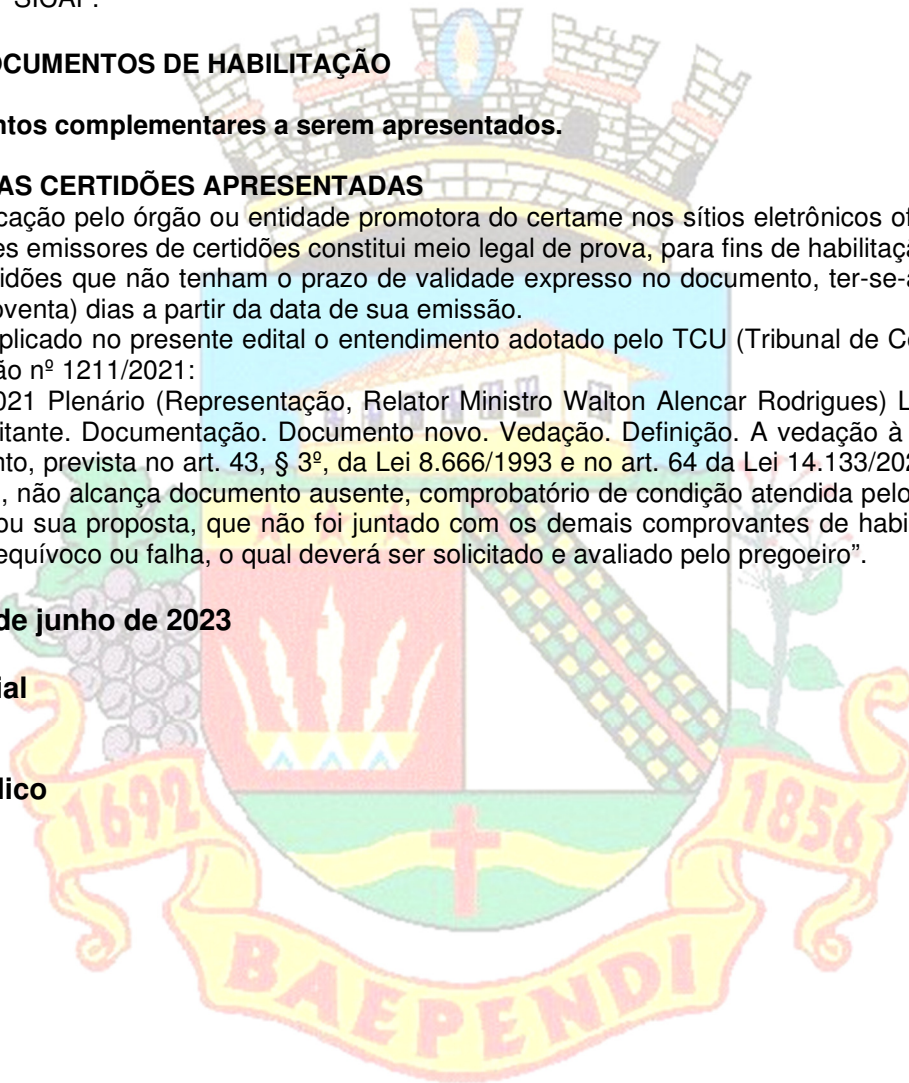 SICAF.
OCUMENTOS DE HABILITAÇÃO
ntos complementares a serem apresentados.
AS CERTIDÕES APRESENTADAS
cação pelo órgão ou entidade promotora do certame nos sítios eletrônicos of
es emissores de certidões constitui meio legal de prova, para fins de habilitaç
idões que não tenham o prazo de validade expresso no documento, ter-se-
oventa) dias a partir da data de sua emissão.
plicado no presente edital o entendimento adotado pelo TCU (Tribunal de Co
ão nº 1211/2021:
021 Plenário (Representação, Relator Ministro Walton Alencar Rodrigues) L
itante. Documentação. Documento novo. Vedação. Definição. A vedação à
nto, prevista no art. 43, § 3º, da Lei 8.666/1993 e no art. 64 da Lei 14.133/202
, não alcança documento ausente, comprobatório de condição atendida pelo
ou sua proposta, que não foi juntado com os demais comprovantes de habi
equívoco ou falha, o qual deverá ser solicitado e avaliado pelo pregoeiro”.
de junho de 2023
ial
lico
1692
1856
BAEPENDI